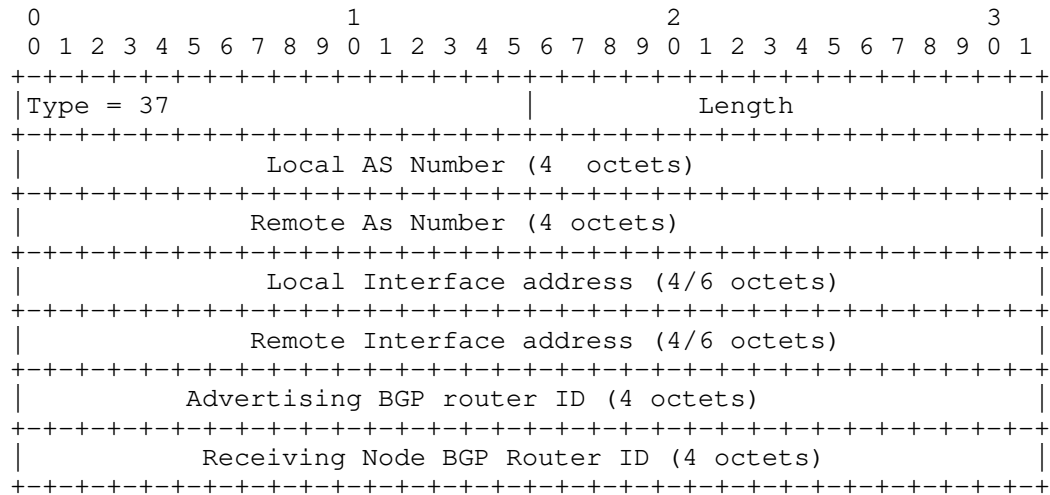 0                   1                   2                   3
 0 1 2 3 4 5 6 7 8 9 0 1 2 3 4 5 6 7 8 9 0 1 2 3 4 5 6 7 8 9 0 1
+-+-+-+-+-+-+-+-+-+-+-+-+-+-+-+-+-+-+-+-+-+-+-+-+-+-+-+-+-+-+-+-+
|Type = 37                      |          Length               |
+-+-+-+-+-+-+-+-+-+-+-+-+-+-+-+-+-+-+-+-+-+-+-+-+-+-+-+-+-+-+-+-+
|               Local AS Number (4  octets)                     |
+-+-+-+-+-+-+-+-+-+-+-+-+-+-+-+-+-+-+-+-+-+-+-+-+-+-+-+-+-+-+-+-+
|              Remote As Number (4 octets)                      |
+-+-+-+-+-+-+-+-+-+-+-+-+-+-+-+-+-+-+-+-+-+-+-+-+-+-+-+-+-+-+-+-+
|               Local Interface address (4/6 octets)            |
+-+-+-+-+-+-+-+-+-+-+-+-+-+-+-+-+-+-+-+-+-+-+-+-+-+-+-+-+-+-+-+-+
|              Remote Interface address (4/6 octets)            |
+-+-+-+-+-+-+-+-+-+-+-+-+-+-+-+-+-+-+-+-+-+-+-+-+-+-+-+-+-+-+-+-+
|          Advertising BGP router ID (4 octets)                 |
+-+-+-+-+-+-+-+-+-+-+-+-+-+-+-+-+-+-+-+-+-+-+-+-+-+-+-+-+-+-+-+-+
|           Receiving Node BGP Router ID (4 octets)             |
+-+-+-+-+-+-+-+-+-+-+-+-+-+-+-+-+-+-+-+-+-+-+-+-+-+-+-+-+-+-+-+-+